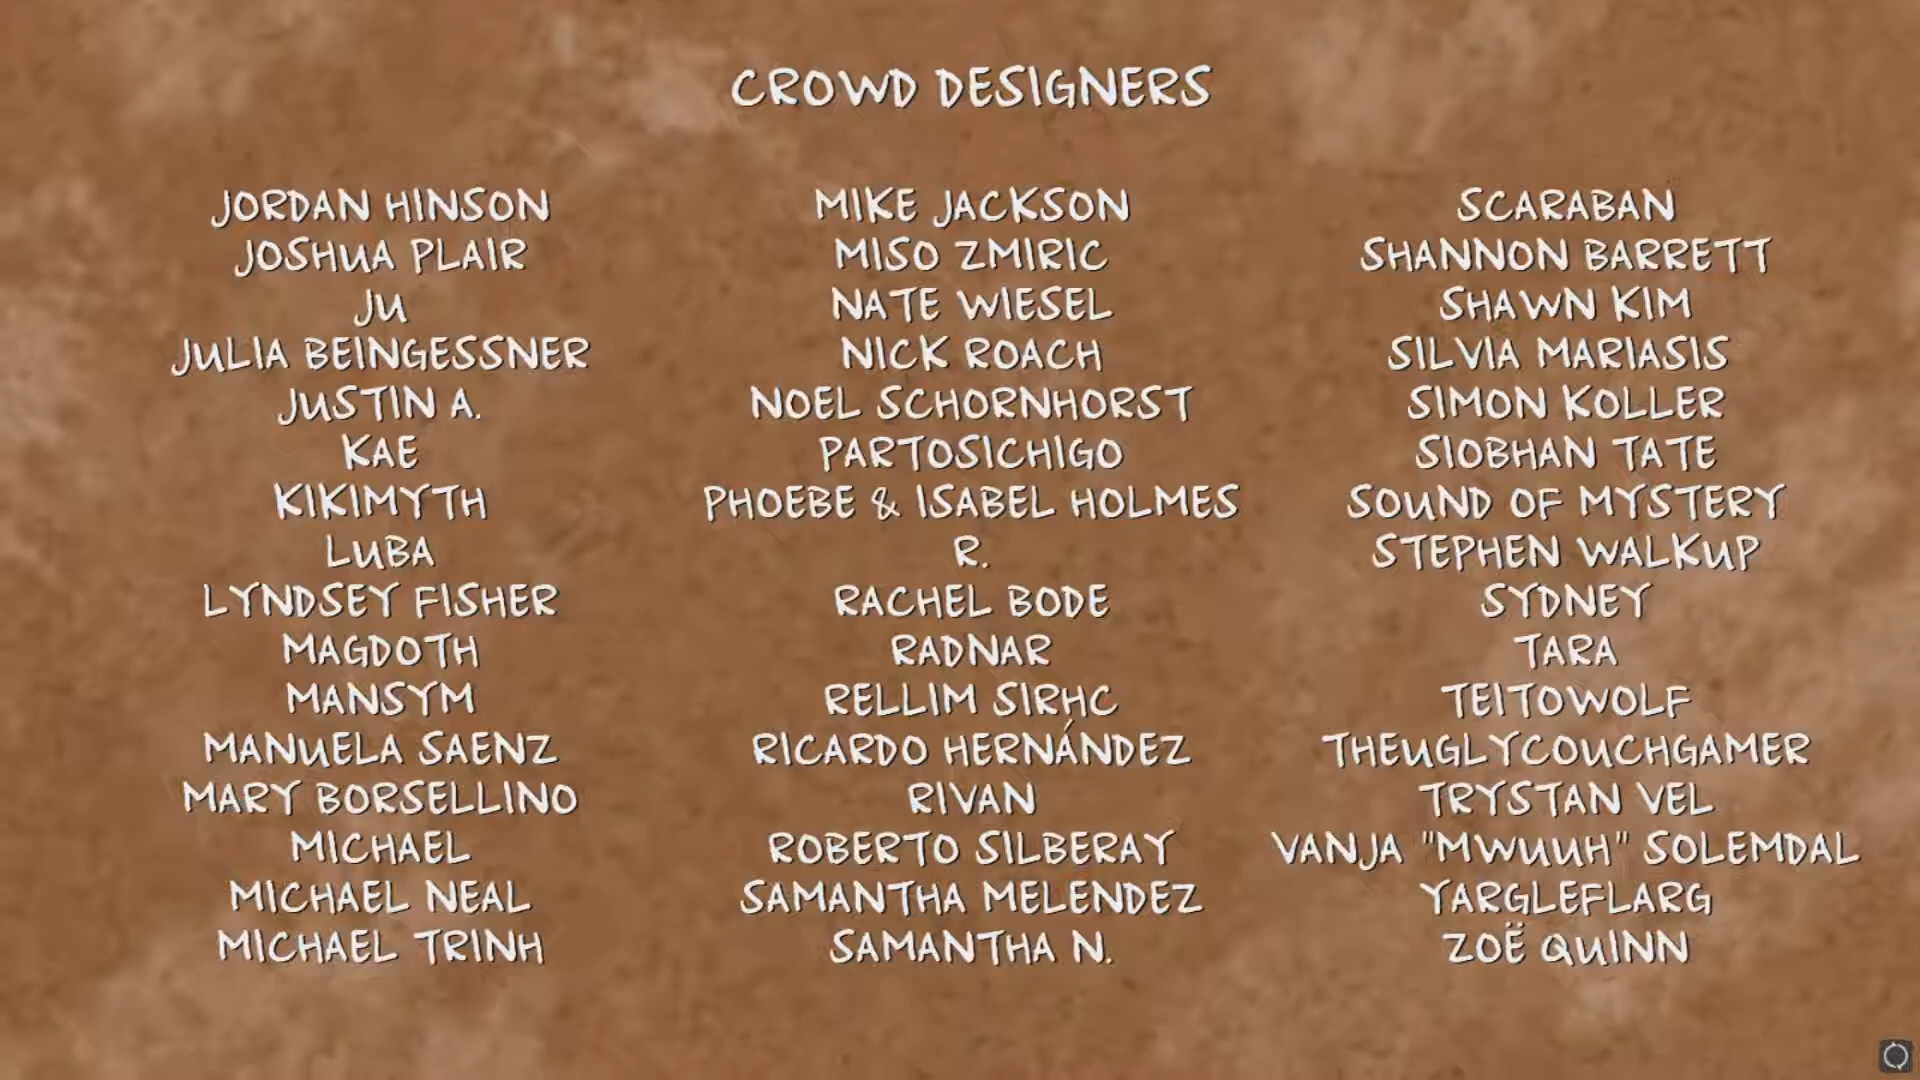 CROWD DESIGNERS
JORDAN HINSON
JOSHUA PLAIR
JU
JULIA BEINGESSNER
JUSTIN A.
KAE
KIKIMYTH
LUBA
LYNDSEY FISHER
MAGDOTH
MANSYM
MANUELA SAENZ
MARY BORSELLINO
MICHAEL
MICHAEL NEAL
MICHAEL TRINH
MIKE JACKSON
MISO ZMIRIC
NATE WIESEL
NICK ROACH
NOEL SCHORNHORST
PARTOSICHIGO
PHOEBE & ISABEL HOLMES
R.
RACHEL BODE
RADNAR
RELLIM SIRHC
RICARDO HERNÁNDEZ
RIVAN
ROBERTO SILBERAY
SAMANTHA MELENDEZ
SAMANTHA N.
SCARABAN
SHANNON BARRETT
SHAWN KIM
SILVIA MARIASIS
SIMON KOLLER
SIOBHAN TATE
SOUND OF MYSTERY
STEPHEN WALKUP
SYDNEY
TARA
TEITOWOLF
THEUGLYCOUCHGAMER
TRYSTAN VEL
VANJA "MWUUH" SOLEMDAL
YARGLEFLARG
ZOË QUINN